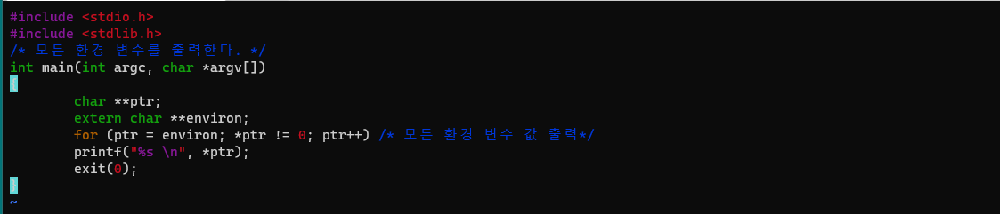 #include <stdio.h>
#include <stdlib.h>
/* 모든 환경 변수를 출력한다. */
int main(int argc, char *argv[])
{
        char **ptr;
        extern char **environ;
        for (ptr = environ; *ptr != 0; ptr++) /* 모든 환경 변수 값 출력*/
        printf("%s \n", *ptr);
        exit(0);
}
~